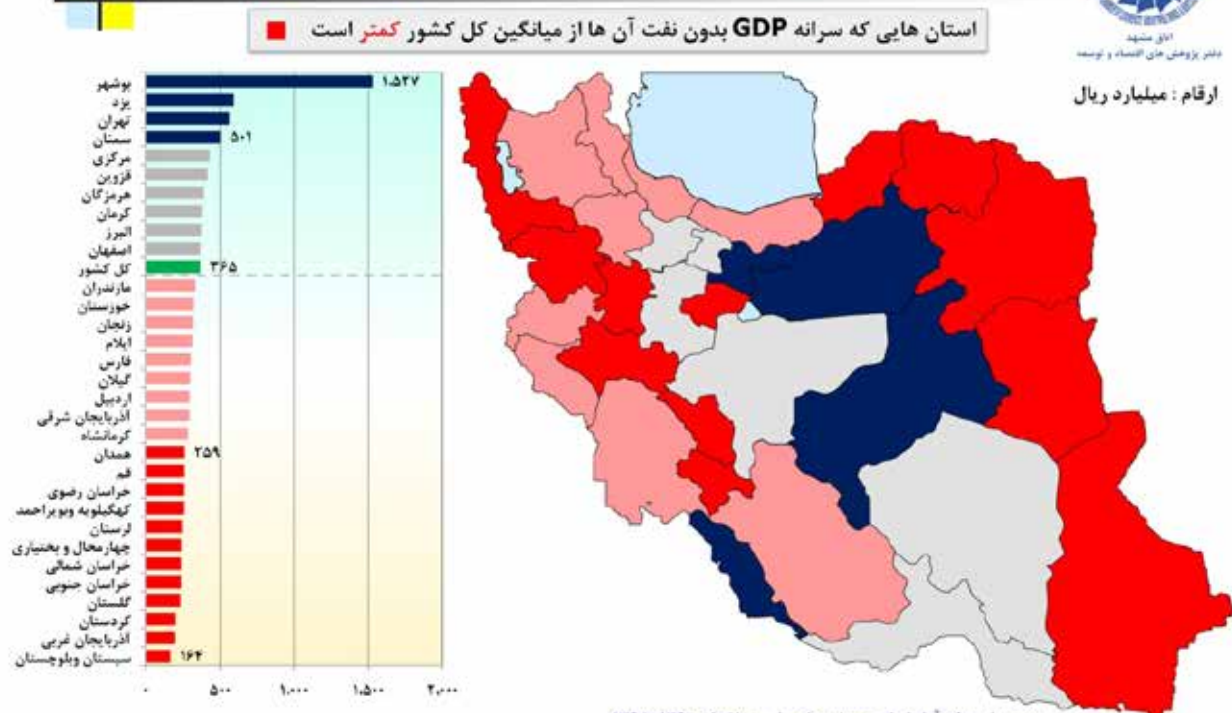 استان هایی که سرانه GDP بدون نفت آن ها از میانگین کل کشور کمتر است
اتاق مشهد
دفتر پژوهش های اقتصاد و توسعه
ارقام : میلیارد ریال
بوشهر ۱.۵۲۷
یزد
تهران
سمنان ۵۰۱
مرکزی
قزوین
هرمزگان
کرمان
البرز
اصفهان
کل کشور ۳۶۵
مازندران
خوزستان
زنجان
ایلام
فارس
گیلان
اردبیل
آذربایجان شرقی
کرمانشاه
همدان ۲۵۹
قم
خراسان رضوی
کهگیلویه وبویراحمد
لرستان
چهارمحال و بختیاری
خراسان شمالی
خراسان جنوبی
گلستان
کردستان
آذربایجان غربی
سیستان وبلوچستان ۱۶۴
۰ ۵۰۰ ۱.۰۰۰ ۱.۵۰۰ ۲.۰۰۰